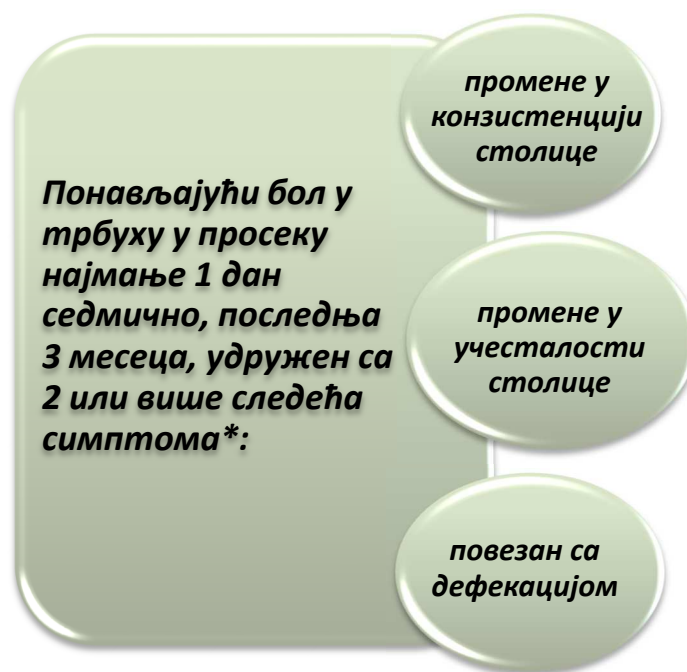 Понављајући бол у
трбуху у просеку
најмање 1 дан
седмично, последња
3 месеца, удружен са
2 или више следећа
симптома*:
промене у
конзистенцији
столице
промене у
учесталости
столице
повезан са
дефекацијом